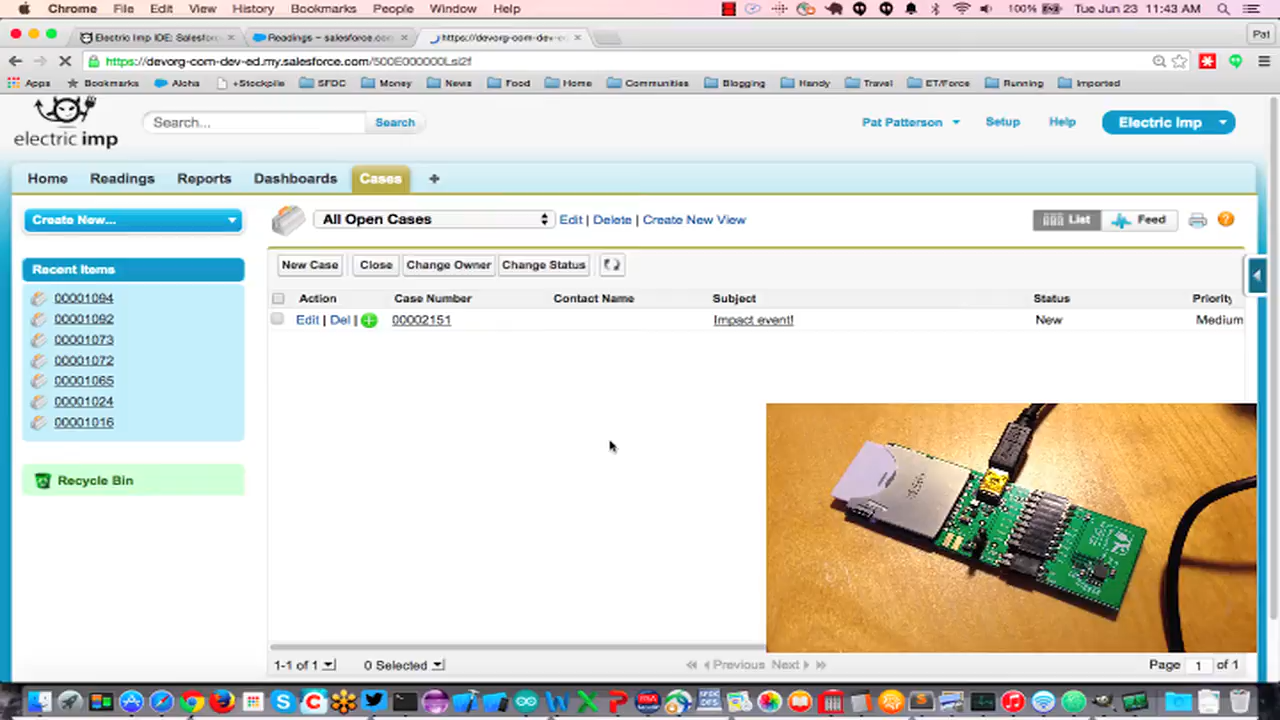 Chrome File Edit View History Bookmarks People Window Help 100% Tue Jun 23 11:43 AM
Electric Imp IDE: Salesfor Readings – salesforce.com https://devorg-com-dev-ed. Pat
https://devorg-com-dev-ed.my.salesforce.com/500E000000Lsi2f
Apps Bookmarks Aloha +Stockpile SFDC Money News Food Home Communities Blogging Handy Travel ET/Force Running Imported
electric imp
Search... Search Pat Patterson Setup Help Electric Imp
Home Readings Reports Dashboards Cases +
Create New... All Open Cases Edit | Delete | Create New View List Feed
Recent Items New Case Close Change Owner Change Status
00001094 Action Case Number Contact Name Subject Status Priority
00001092 Edit | Del | 00002151 Impact event! New Medium
00001073
00001072
00001065
00001024
00001016
Recycle Bin
1-1 of 1 0 Selected Previous Next Page 1 of 1